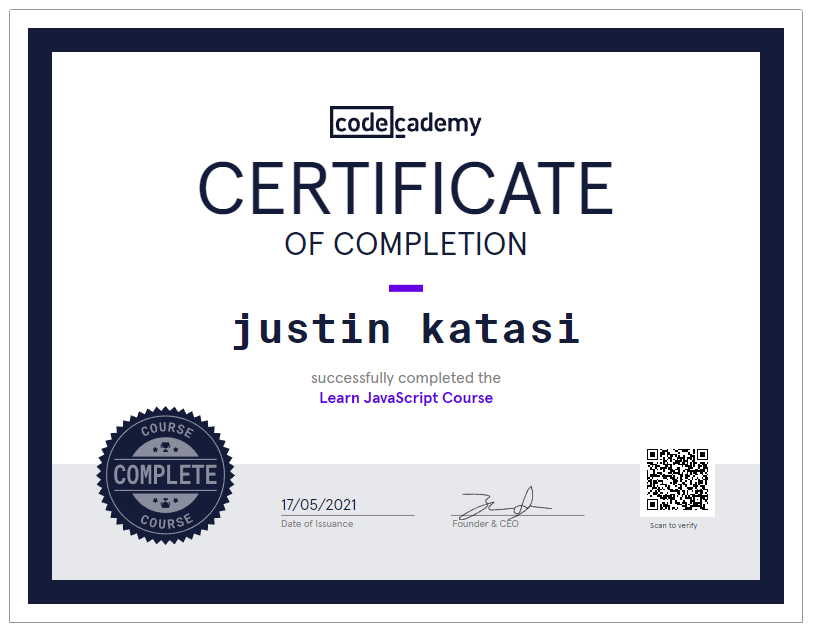 codecademy
CERTIFICATE
OF COMPLETION
justin katasi
successfully completed the
Learn JavaScript Course
COURSE
COMPLETE
COURSE
17/05/2021
Date of Issuance
Founder & CEO
Scan to verify